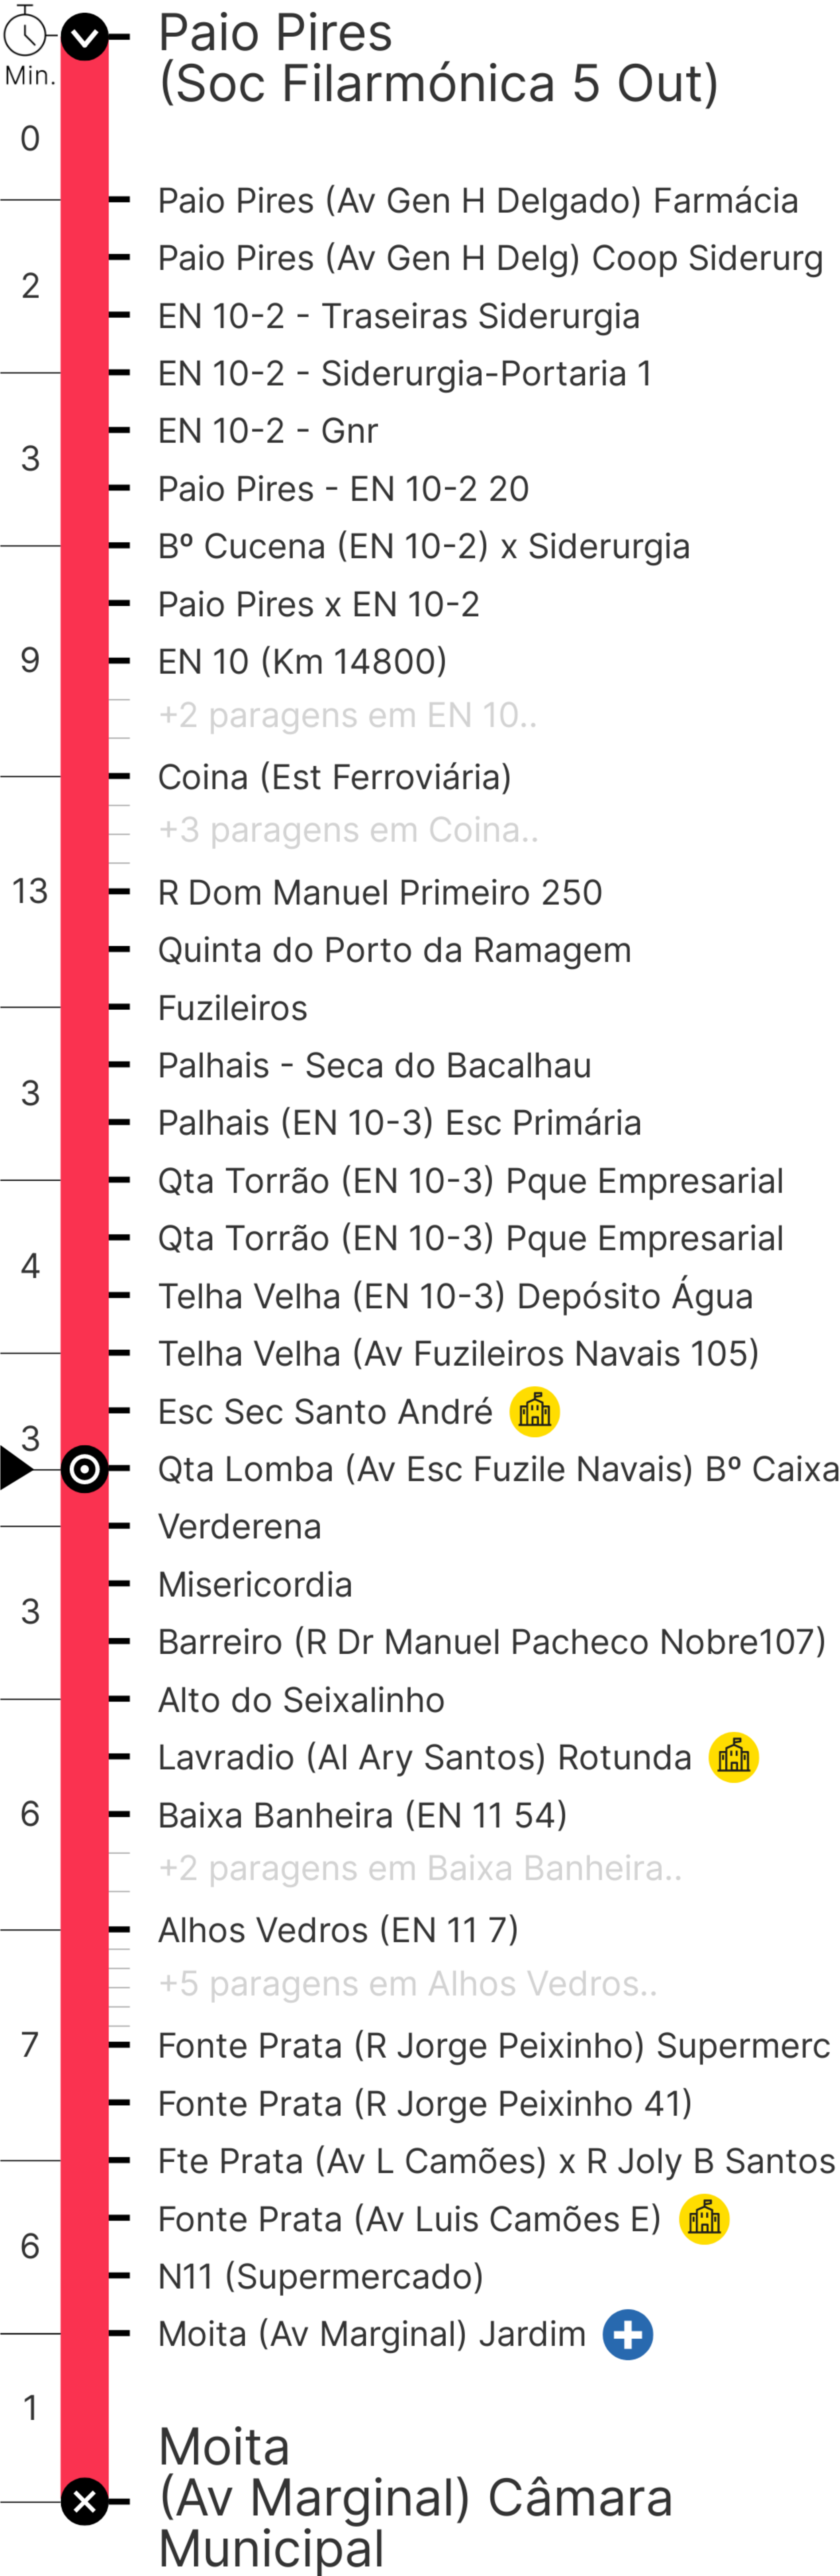 Paio Pires
(Soc Filarmónica 5 Out)
Min.
0
Paio Pires (Av Gen H Delgado) Farmácia
Paio Pires (Av Gen H Delg) Coop Siderurg
2
EN 10-2 - Traseiras Siderurgia
EN 10-2 - Siderurgia-Portaria 1
EN 10-2 - Gnr
3
Paio Pires - EN 10-2 20
Bº Cucena (EN 10-2) x Siderurgia
Paio Pires x EN 10-2
9
EN 10 (Km 14800)
+2 paragens em EN 10..
Coina (Est Ferroviária)
+3 paragens em Coina..
13
R Dom Manuel Primeiro 250
Quinta do Porto da Ramagem
Fuzileiros
Palhais - Seca do Bacalhau
3
Palhais (EN 10-3) Esc Primária
Qta Torrão (EN 10-3) Pque Empresarial
Qta Torrão (EN 10-3) Pque Empresarial
4
Telha Velha (EN 10-3) Depósito Água
Telha Velha (Av Fuzileiros Navais 105)
Esc Sec Santo André
3
Qta Lomba (Av Esc Fuzile Navais) Bº Caixa
Verderena
Misericordia
3
Barreiro (R Dr Manuel Pacheco Nobre107)
Alto do Seixalinho
Lavradio (Al Ary Santos) Rotunda
6
Baixa Banheira (EN 11 54)
+2 paragens em Baixa Banheira..
Alhos Vedros (EN 11 7)
+5 paragens em Alhos Vedros..
7
Fonte Prata (R Jorge Peixinho) Supermerc
Fonte Prata (R Jorge Peixinho 41)
Fte Prata (Av L Camões) x R Joly B Santos
Fonte Prata (Av Luis Camões E)
6
N11 (Supermercado)
Moita (Av Marginal) Jardim
1
Moita
(Av Marginal) Câmara
Municipal